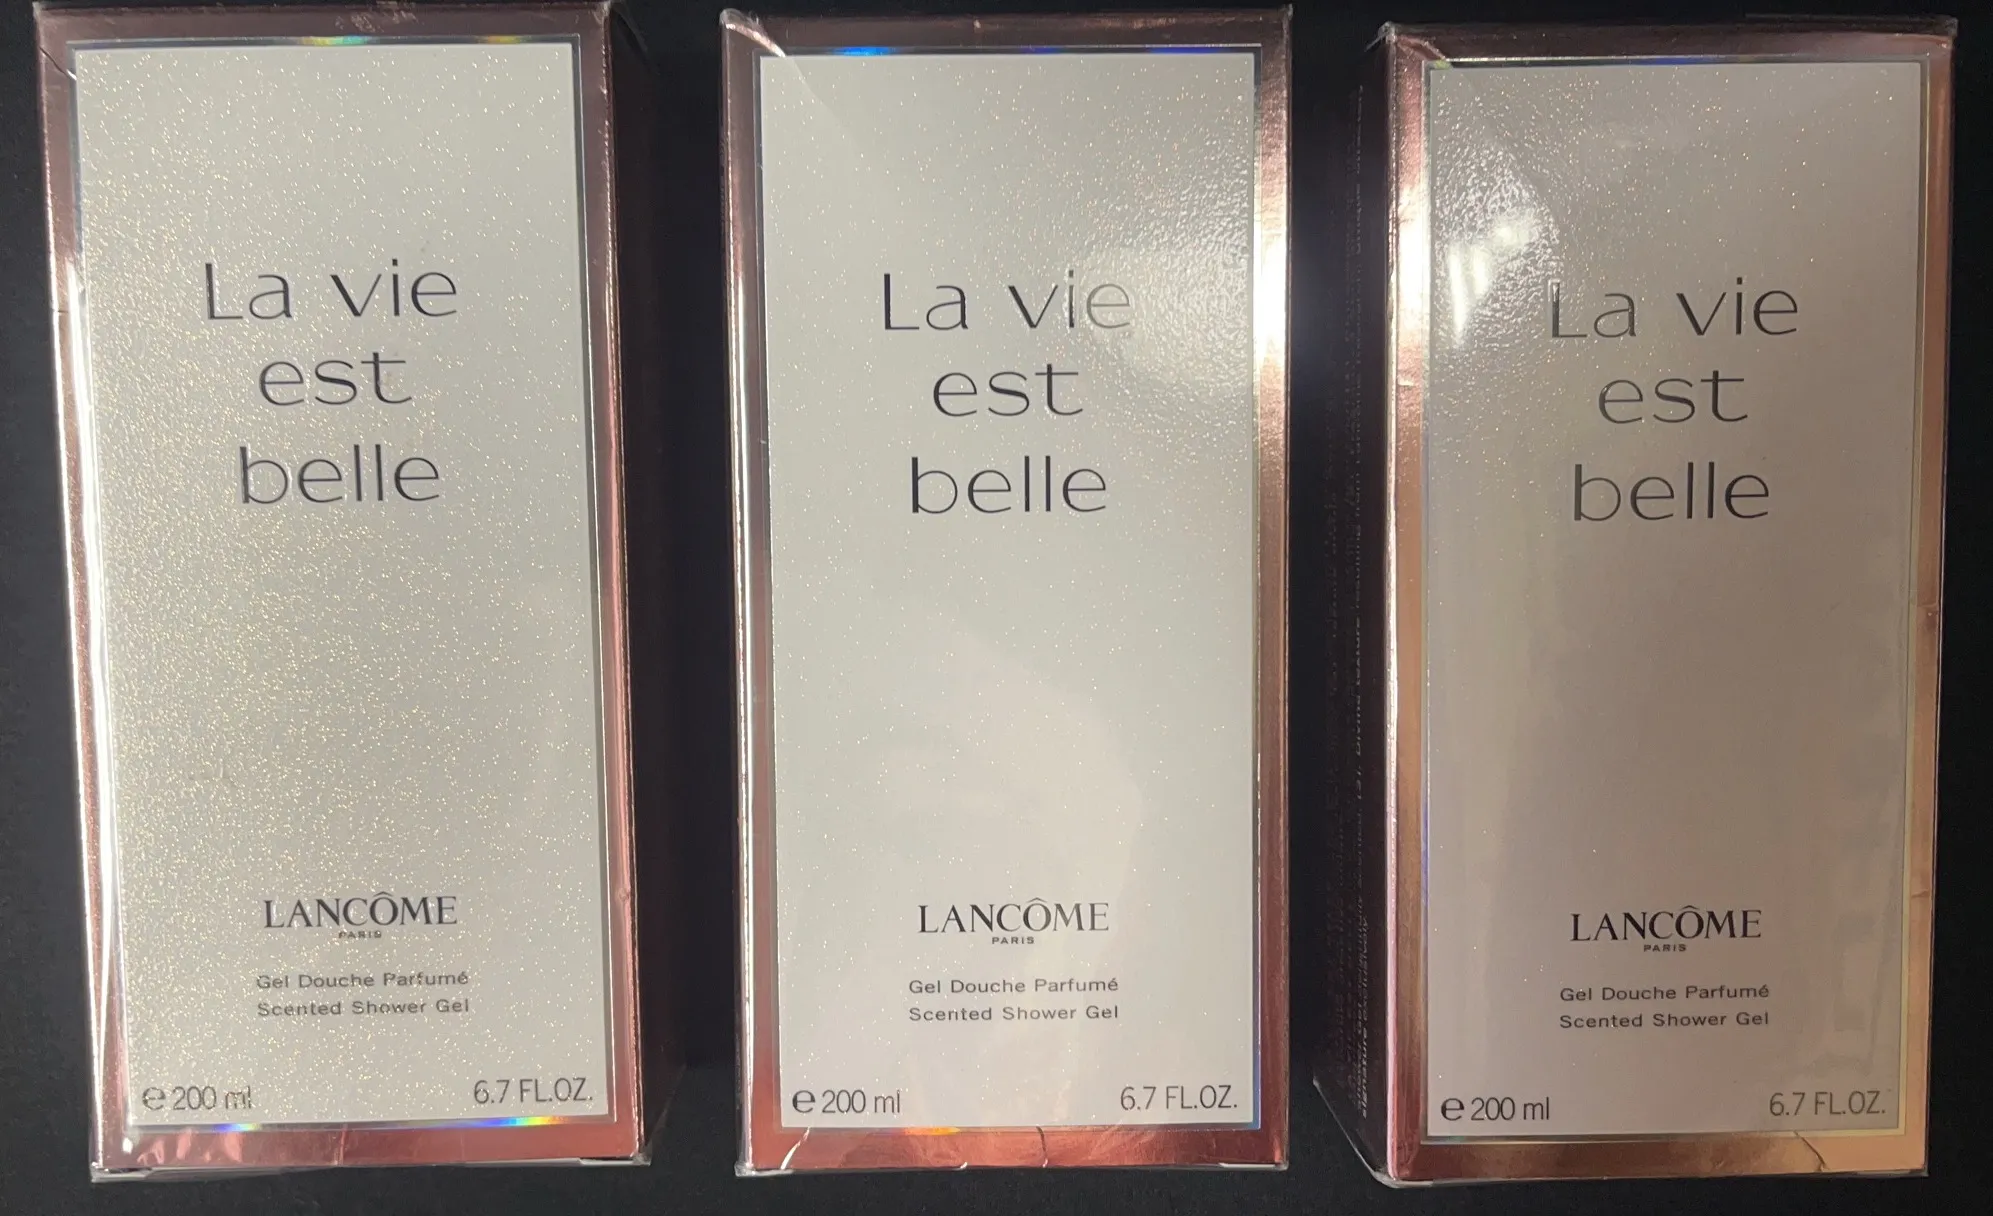 La vie
est
belle
LANCÔME
PARIS
Gel Douche Parfumé
Scented Shower Gel
e 200 ml
6.7 FL.OZ.
La vie
est
belle
LANCÔME
PARIS
Gel Douche Parfumé
Scented Shower Gel
e 200 ml
6.7 FL.OZ.
La vie
est
belle
LANCÔME
PARIS
Gel Douche Parfumé
Scented Shower Gel
e 200 ml
6.7 FL.OZ.